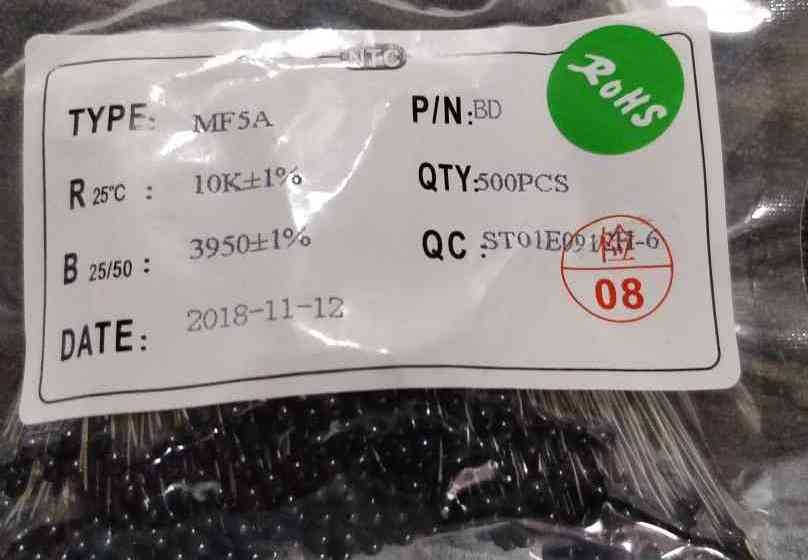 NTC
RoHS
TYPE: MF5A
P/N: BD
R 25℃ : 10K±1%
QTY: 500PCS
B 25/50 : 3950±1%
QC :
检
08
DATE: 2018-11-12